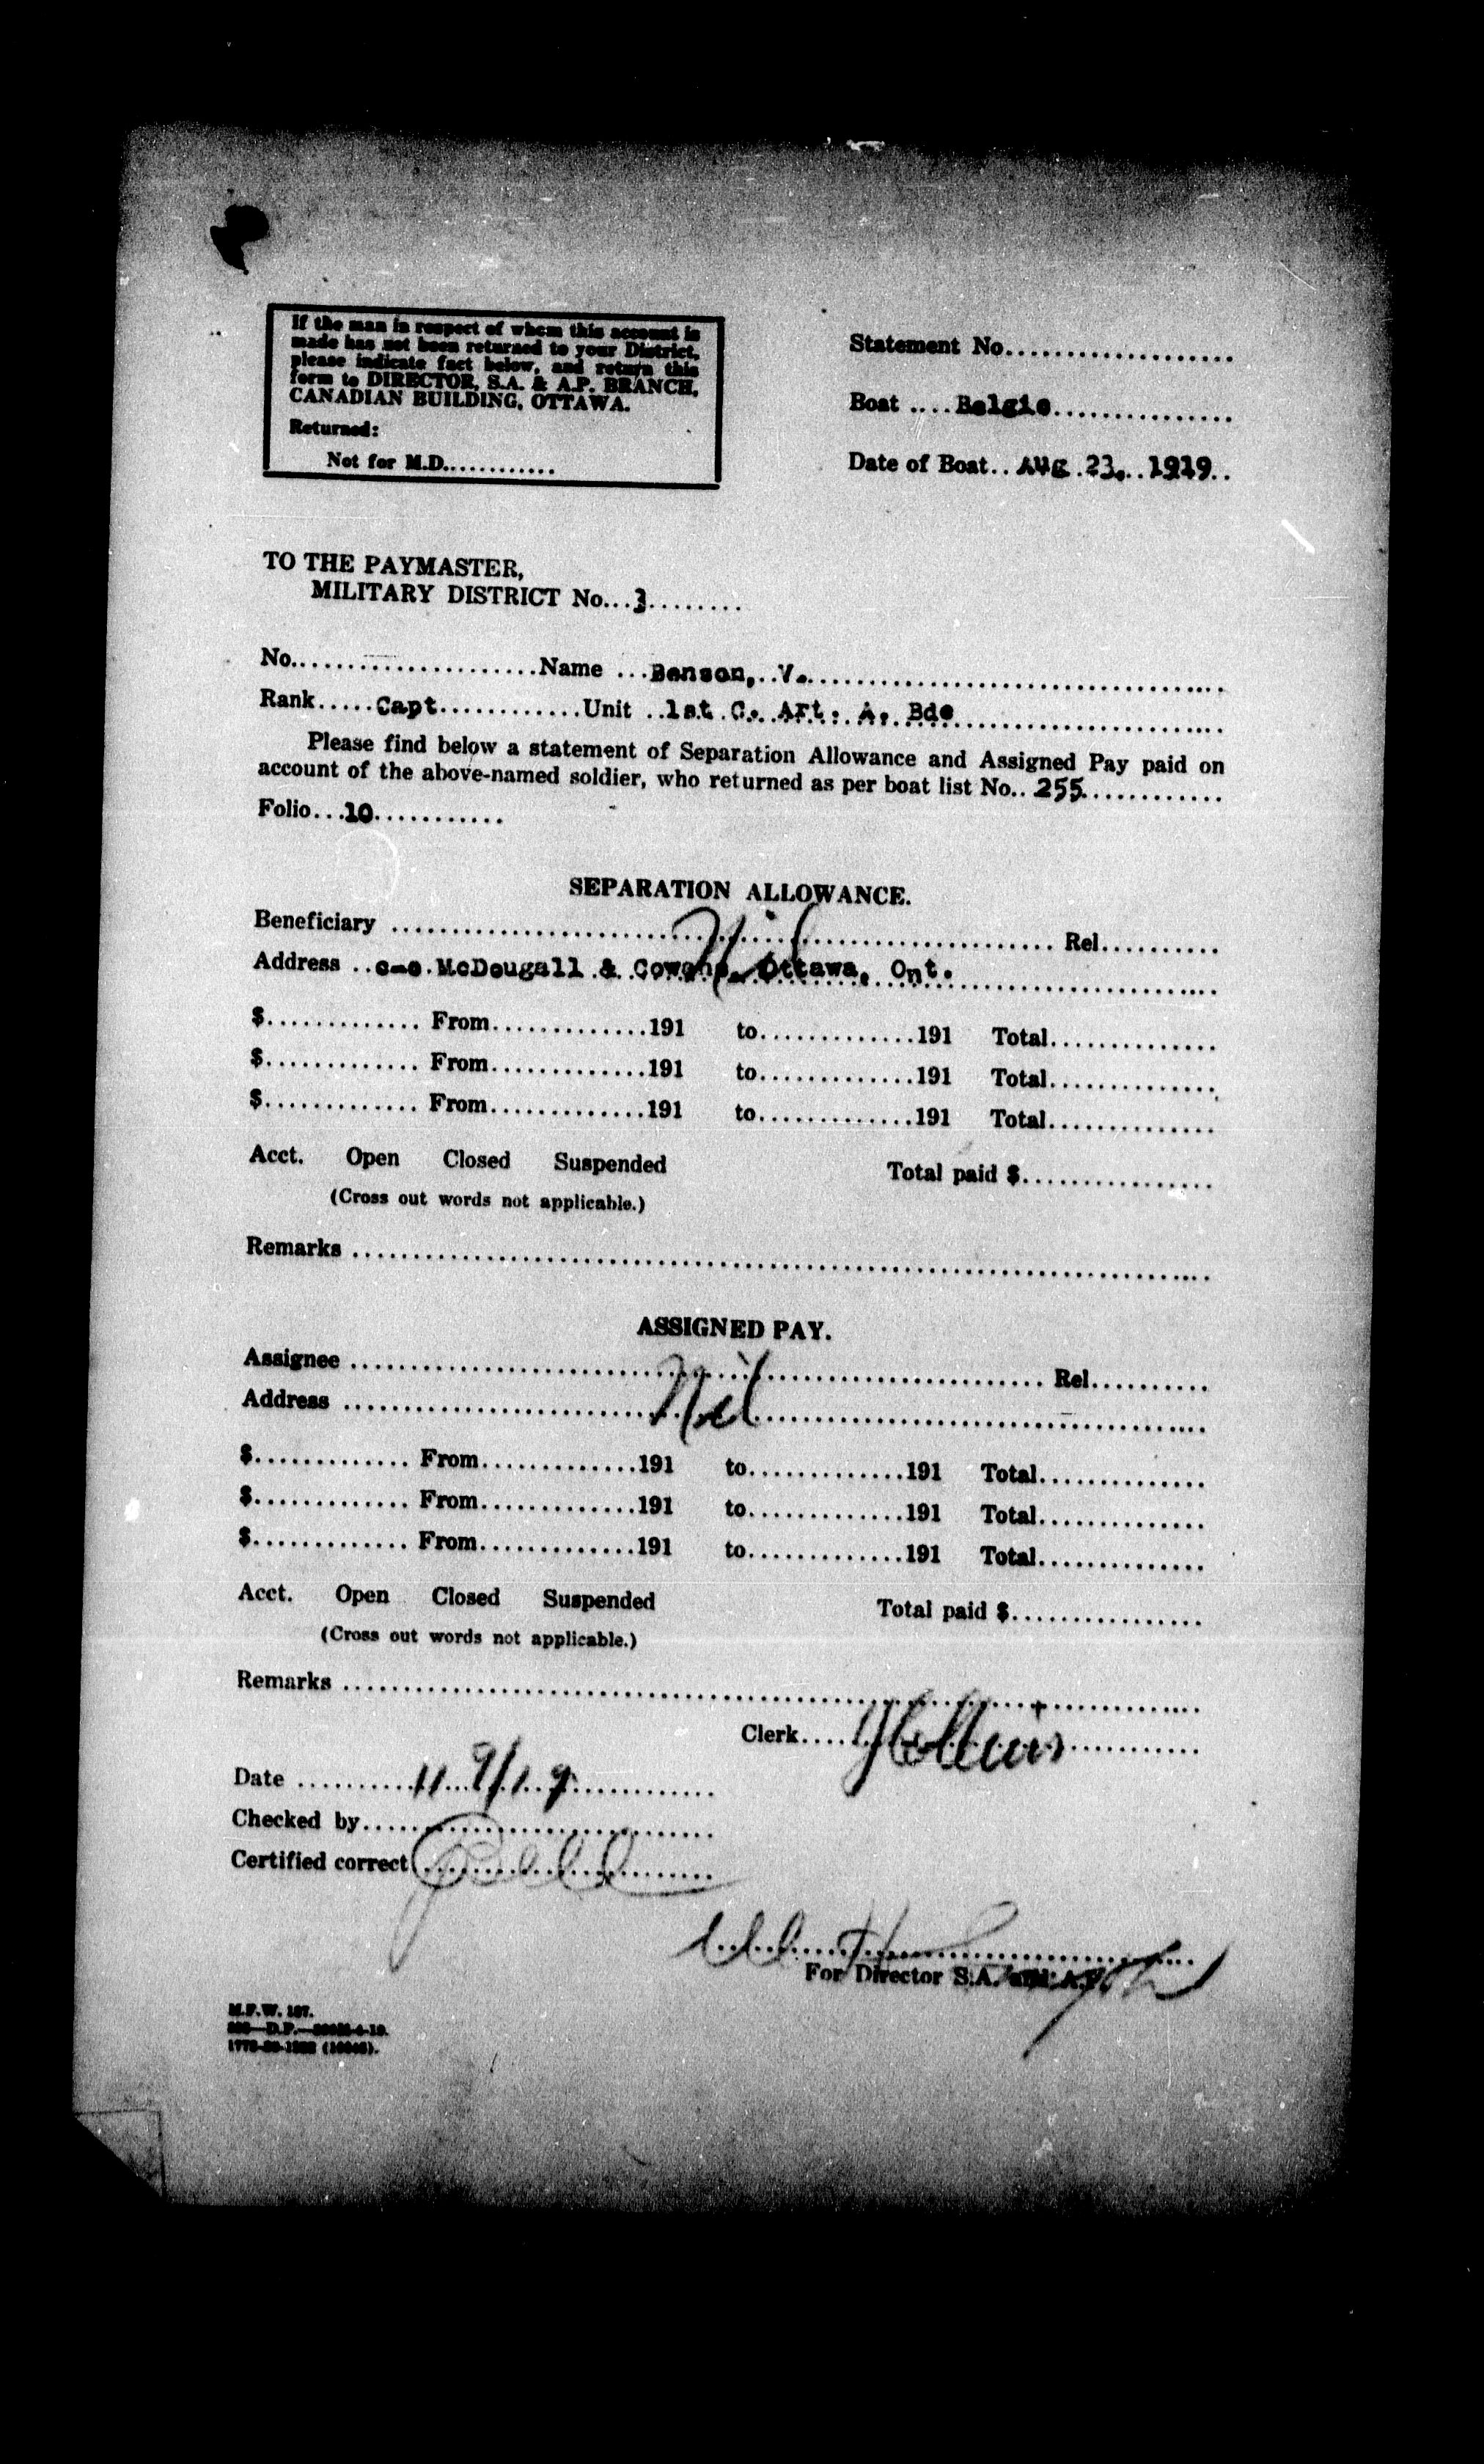 If the man in respect of whom this account is
made has not been returned to your District,
please indicate fact below, and return this
form to DIRECTOR, S.A. & A.P. BRANCH,
CANADIAN BUILDING, OTTAWA.
Returned:
Not for M.D............
Statement No...................
Boat ....Belgic...............
Date of Boat..Aug.23,..1919..
TO THE PAYMASTER,
MILITARY DISTRICT No...3........
No.....................Name ...Benson,..V.....................................
Rank.....Capt............Unit ..1st.C..Art..A..Bde......................
Please find below a statement of Separation Allowance and Assigned Pay paid on
account of the above-named soldier, who returned as per boat list No..255............
Folio...10...........
SEPARATION ALLOWANCE.
Beneficiary ..........Nil.......... Rel..........
Address ..c-o.McDougall.&.Cowans,.Ottawa,.Ont......................
$............. From.............191 to.............191 Total..............
$............. From.............191 to.............191 Total..............
$............. From.............191 to.............191 Total..............
Acct. Open Closed Suspended Total paid $................
(Cross out words not applicable.)
Remarks ......................................................................
ASSIGNED PAY.
Assignee ..........Nil.......... Rel..........
Address ......................................................................
$............. From.............191 to.............191 Total..............
$............. From.............191 to.............191 Total..............
$............. From.............191 to.............191 Total..............
Acct. Open Closed Suspended Total paid $................
(Cross out words not applicable.)
Remarks ......................................................................
Clerk....
Date ..........11..9/19............
Checked by.............................
Certified correct
For Director S.A. and A.P.
M.F.W. 187.